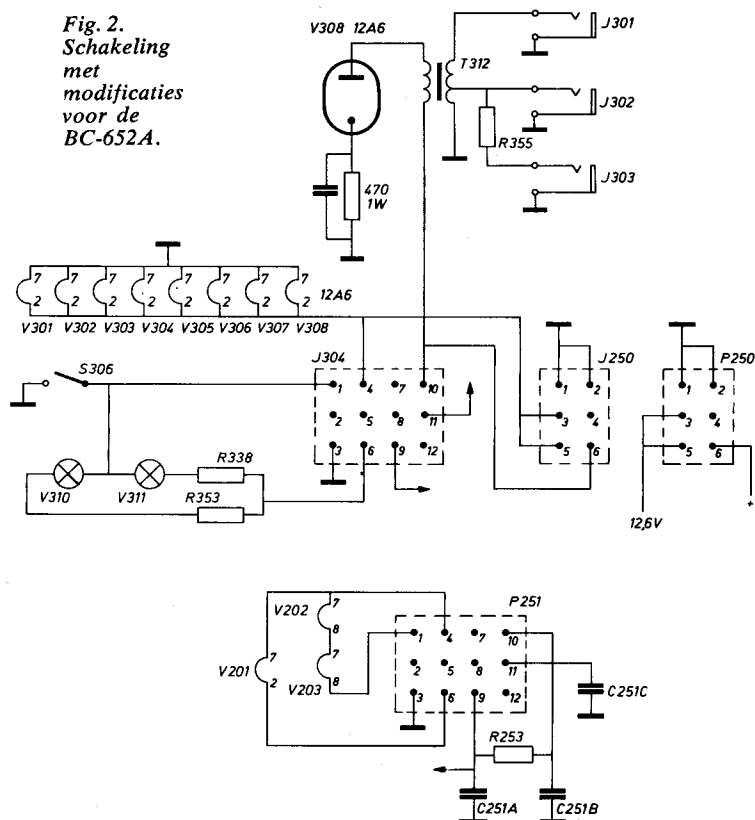 Fig. 2.
Schakeling
met
modificaties
voor de
BC-652A.
V308 12A6
T312
J301
J302
R355
J303
470
1W
7 7 7 7 7 7 7 7
2 2 2 2 2 2 2 2
12A6
V301 V302 V303 V304 V305 V306 V307 V308
S306
J304
1 4 7 10
2 5 8 11
3 6 9 12
J250
1 2
3 4
5 6
P250
1 2
3 4
5 6
12,6V
+
V310
V311
R338
R353
V202
7
8
V201
7
2
V203
7
8
P251
1 4 7 10
2 5 8 11
3 6 9 12
C251C
R253
C251A
C251B